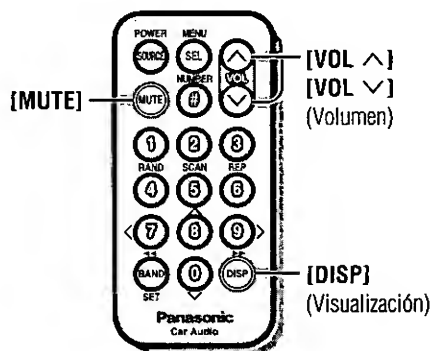 POWER MENU
SOURCE SEL
[VOL ∧]
NUMBER VOL
[VOL ∨]
[MUTE] MUTE #
(Volumen)
1 2 3
RAND SCAN REP
4 5 6
< 7 8 9 >
BAND 0 DISP
[DISP]
SET
(Visualización)
Panasonic
Car Audio